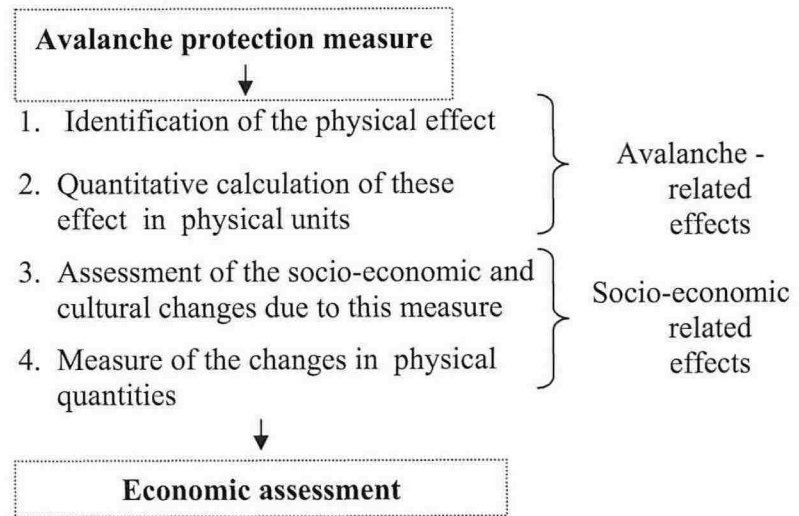 Avalanche protection measure
1. Identification of the physical effect
2. Quantitative calculation of these
effect in physical units
Avalanche -
related
effects
3. Assessment of the socio-economic and
cultural changes due to this measure
4. Measure of the changes in physical
quantities
Socio-economic
related
effects
Economic assessment